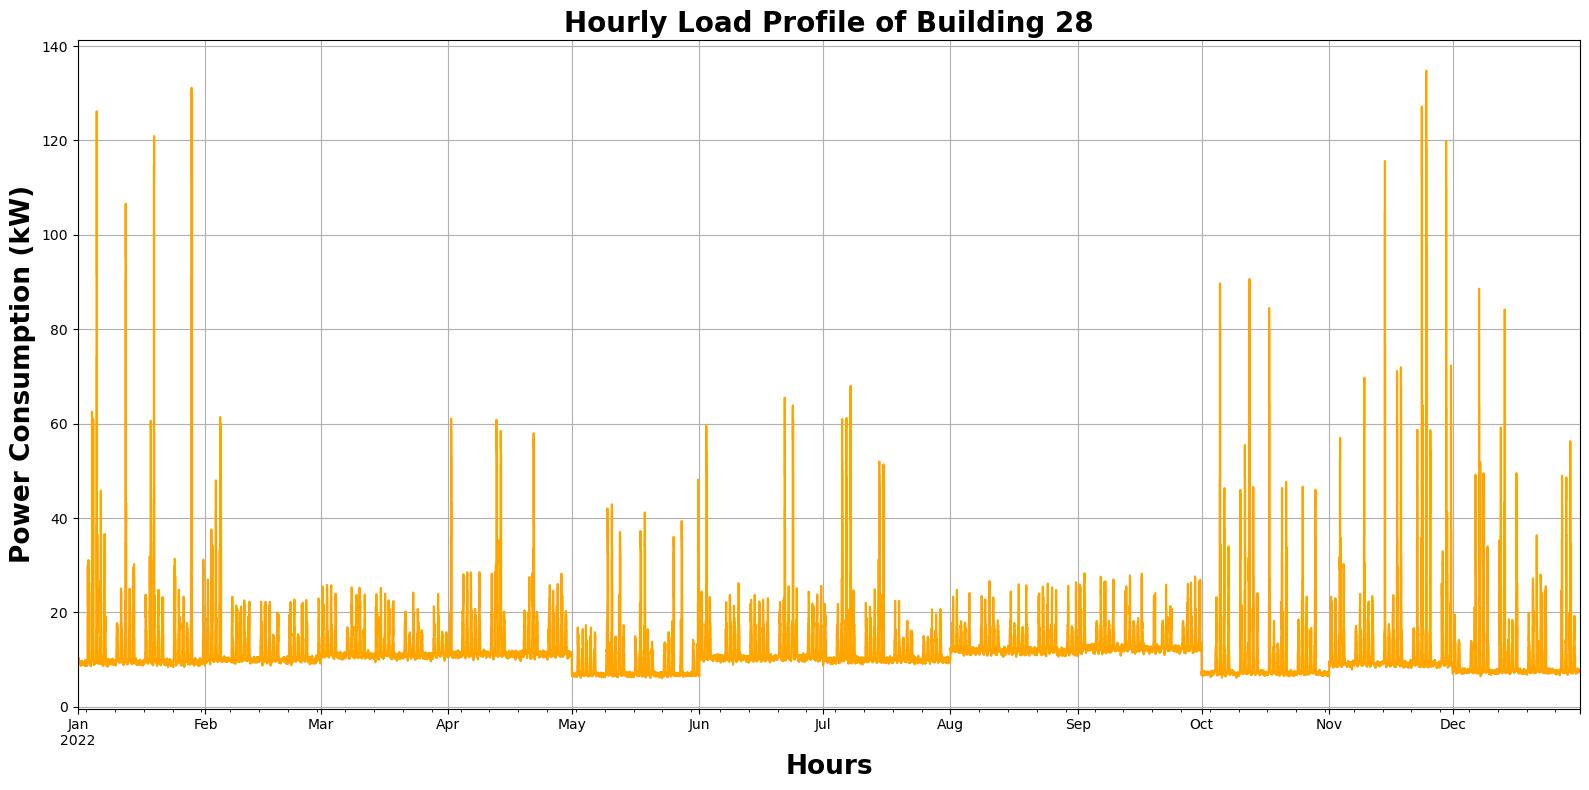 Hourly Load Profile of Building 28
Power Consumption (kW)
140
120
100
80
60
40
20
0
Jan Feb Mar Apr May Jun Jul Aug Sep Oct Nov Dec
2022
Hours